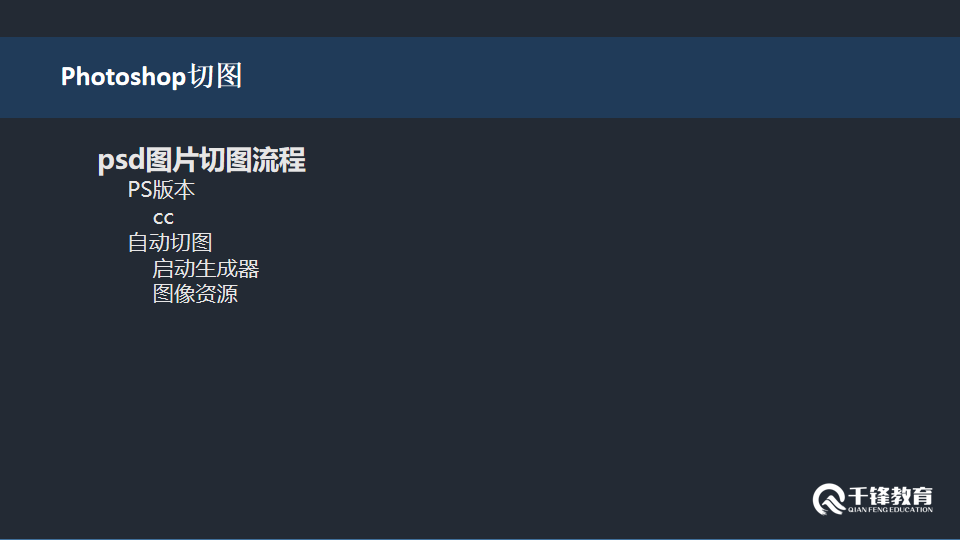 Photoshop切图
psd图片切图流程
PS版本
cc
自动切图
启动生成器
图像资源
千锋教育
QIAN FENG EDUCATION